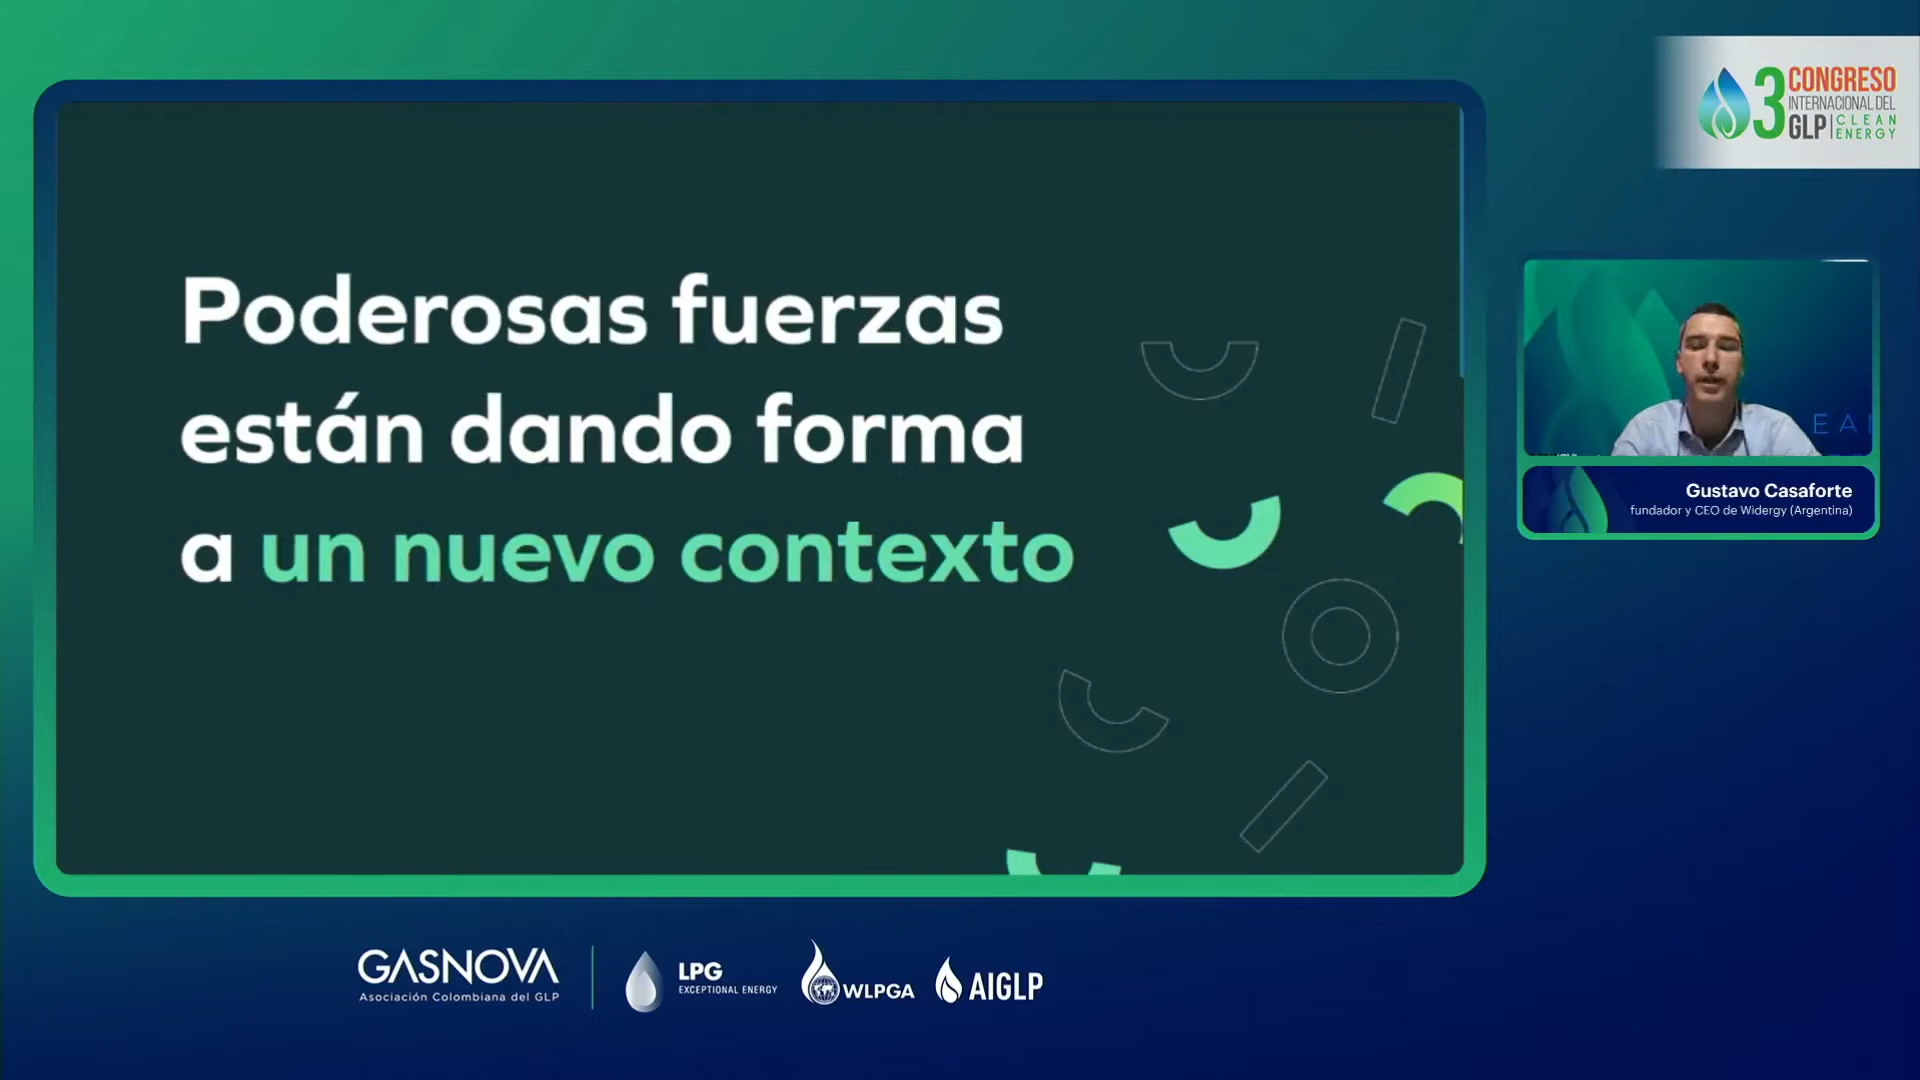 Poderosas fuerzas
están dando forma
a un nuevo contexto
3 CONGRESO
INTERNACIONAL DEL
GLP | CLEAN
ENERGY
EAN
Gustavo Casaforte
fundador y CEO de Widergy (Argentina)
GASNOVA
Asociación Colombiana del GLP
LPG
EXCEPTIONAL ENERGY
WLPGA
AIGLP